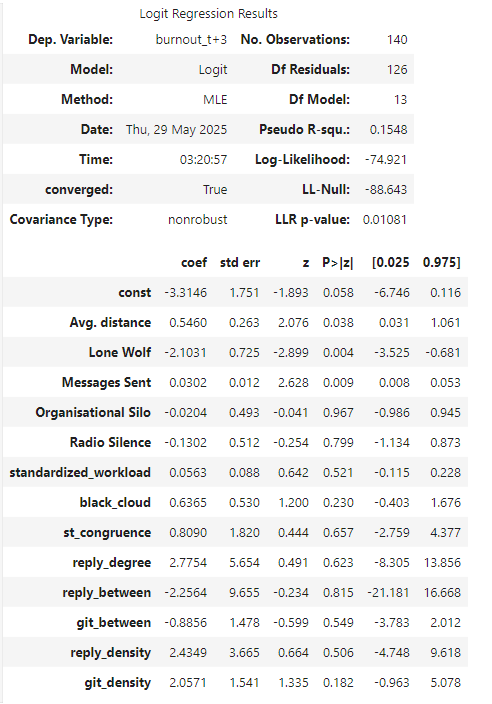 Logit Regression Results
Dep. Variable: burnout_t+3 No. Observations: 140
Model: Logit Df Residuals: 126
Method: MLE Df Model: 13
Date: Thu, 29 May 2025 Pseudo R-squ.: 0.1548
Time: 03:20:57 Log-Likelihood: -74.921
converged: True LL-Null: -88.643
Covariance Type: nonrobust LLR p-value: 0.01081
coef std err z P>|z| [0.025 0.975]
const -3.3146 1.751 -1.893 0.058 -6.746 0.116
Avg. distance 0.5460 0.263 2.076 0.038 0.031 1.061
Lone Wolf -2.1031 0.725 -2.899 0.004 -3.525 -0.681
Messages Sent 0.0302 0.012 2.628 0.009 0.008 0.053
Organisational Silo -0.0204 0.493 -0.041 0.967 -0.986 0.945
Radio Silence -0.1302 0.512 -0.254 0.799 -1.134 0.873
standardized_workload 0.0563 0.088 0.642 0.521 -0.115 0.228
black_cloud 0.6365 0.530 1.200 0.230 -0.403 1.676
st_congruence 0.8090 1.820 0.444 0.657 -2.759 4.377
reply_degree 2.7754 5.654 0.491 0.623 -8.305 13.856
reply_between -2.2564 9.655 -0.234 0.815 -21.181 16.668
git_between -0.8856 1.478 -0.599 0.549 -3.783 2.012
reply_density 2.4349 3.665 0.664 0.506 -4.748 9.618
git_density 2.0571 1.541 1.335 0.182 -0.963 5.078